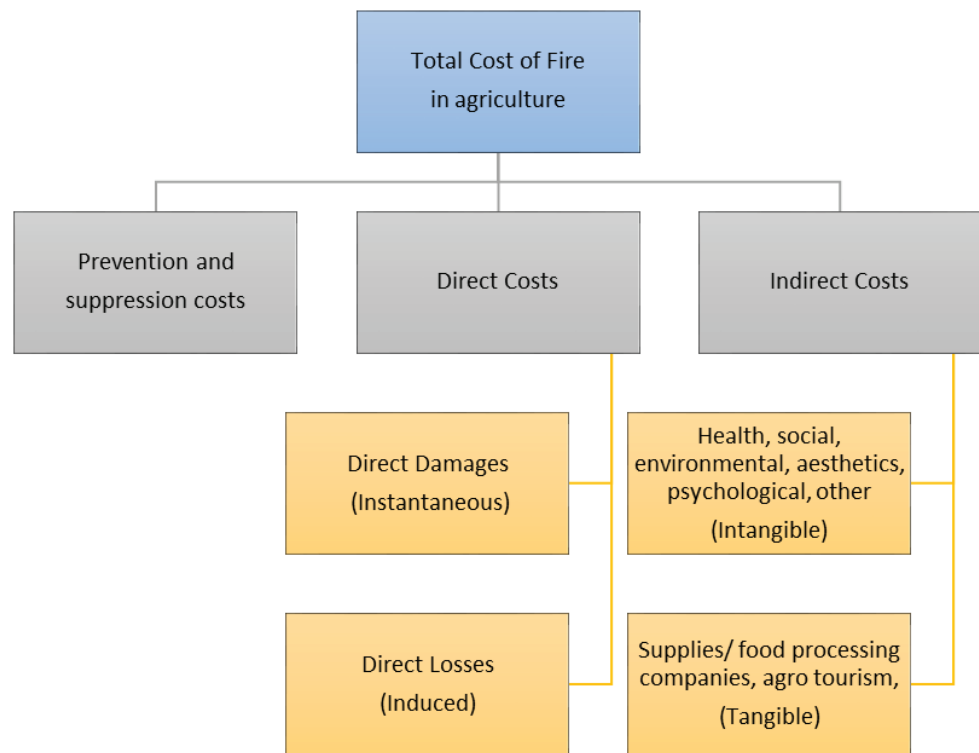 Total Cost of Fire
in agriculture
Prevention and
suppression costs
Direct Costs
Indirect Costs
Direct Damages
(Instantaneous)
Health, social,
environmental, aesthetics,
psychological, other
(Intangible)
Direct Losses
(Induced)
Supplies/ food processing
companies, agro tourism,
(Tangible)